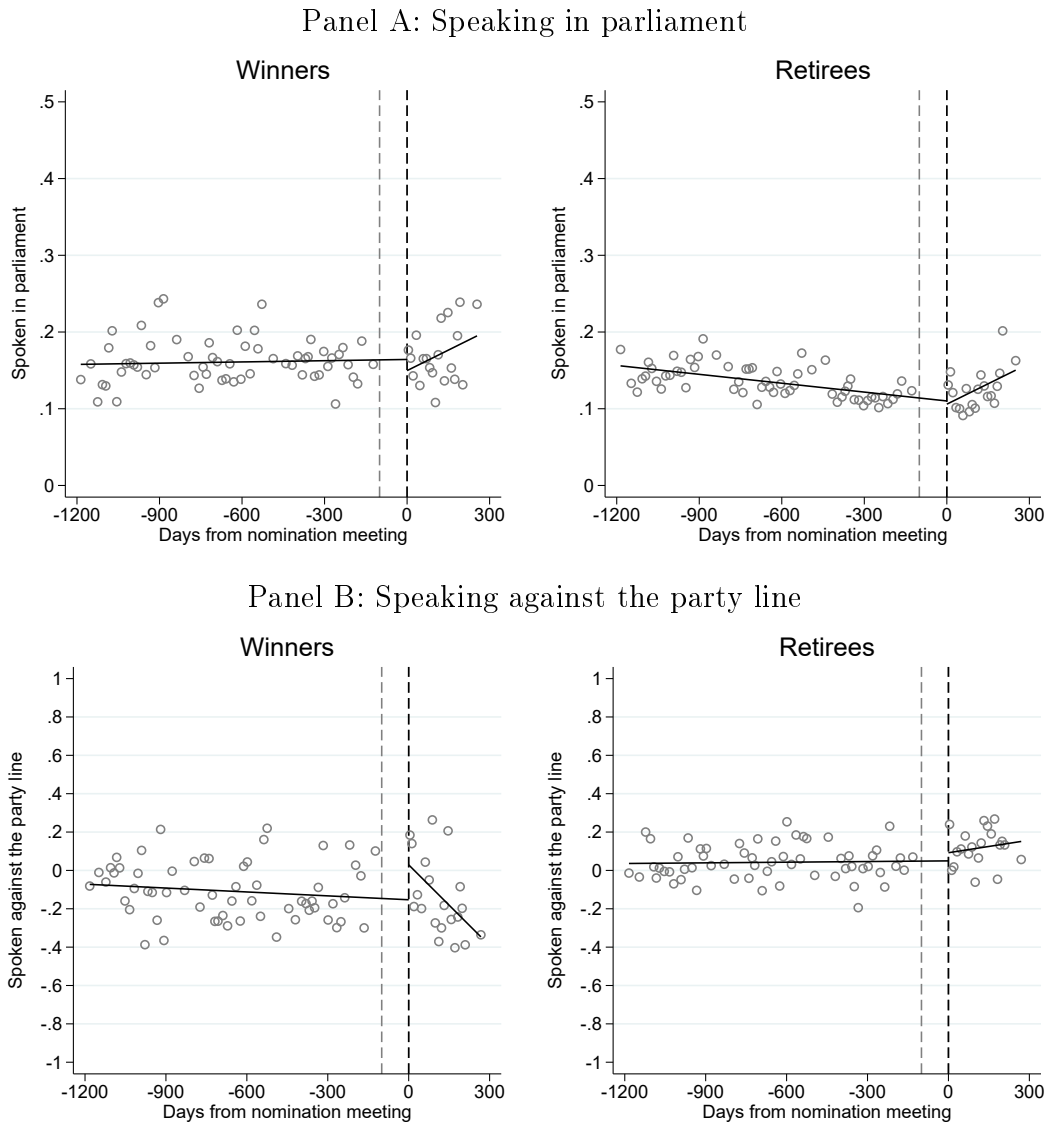 Panel A: Speaking in parliament
Winners
Spoken in parliament
.5
.4
.3
.2
.1
0
-1200 -900 -600 -300 0 300
Days from nomination meeting
Retirees
Spoken in parliament
.5
.4
.3
.2
.1
0
-1200 -900 -600 -300 0 300
Days from nomination meeting
Panel B: Speaking against the party line
Winners
Spoken against the party line
1
.8
.6
.4
.2
0
-.2
-.4
-.6
-.8
-1
-1200 -900 -600 -300 0 300
Days from nomination meeting
Retirees
Spoken against the party line
1
.8
.6
.4
.2
0
-.2
-.4
-.6
-.8
-1
-1200 -900 -600 -300 0 300
Days from nomination meeting